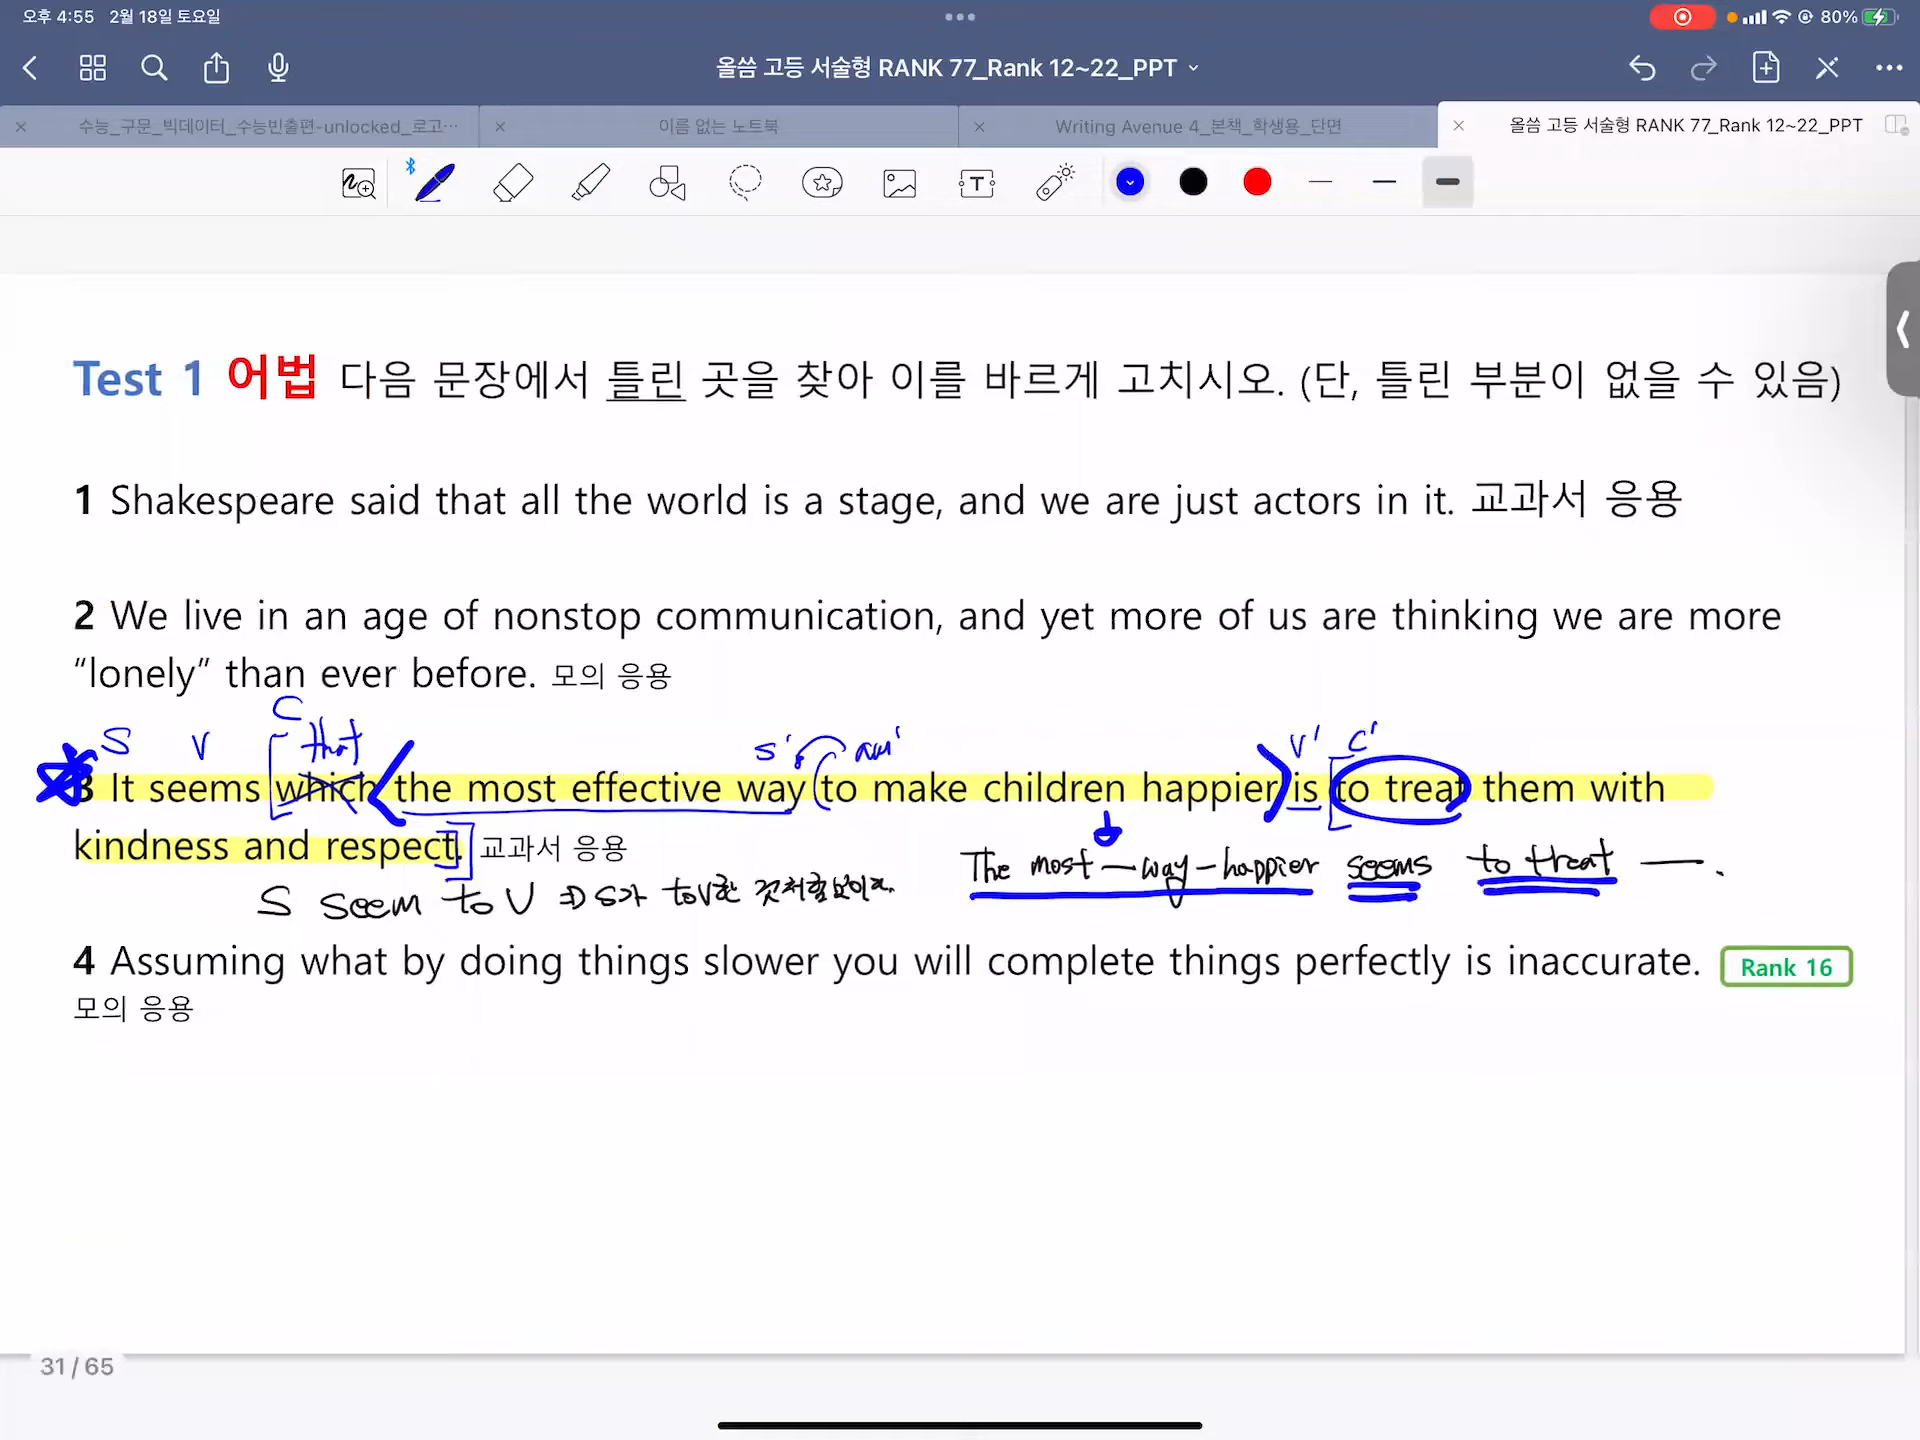 오후 4:55 2월 18일 토요일
80%
올씀 고등 서술형 RANK 77_Rank 12~22_PPT
수능_구문_빅데이터_수능빈출편-unlocked_로고…
이름 없는 노트북
Writing Avenue 4_본책_학생용_단면
올씀 고등 서술형 RANK 77_Rank 12~22_PPT
Test 1 어법 다음 문장에서 틀린 곳을 찾아 이를 바르게 고치시오. (단, 틀린 부분이 없을 수 있음)
1 Shakespeare said that all the world is a stage, and we are just actors in it. 교과서 응용
2 We live in an age of nonstop communication, and yet more of us are thinking we are more
“lonely” than ever before. 모의 응용
S V C that S' V' C'
3 It seems which the most effective way to make children happier is to treat them with
kindness and respect. 교과서 응용
The most — way - happier seems to treat — .
S seem to V ⇒ S가 to V한 것처럼 보이다.
4 Assuming what by doing things slower you will complete things perfectly is inaccurate. Rank 16
모의 응용
31 / 65